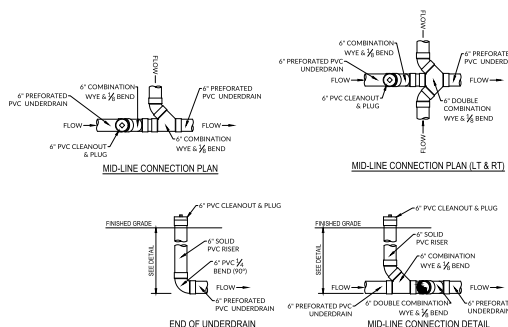 FLOW
6" COMBINATION
WYE & ⅛ BEND
6" PREFORATED
PVC UNDERDRAIN
6" PREFORATED
PVC UNDERDRAIN
FLOW
FLOW
6" PVC CLEANOUT
& PLUG
6" COMBINATION
WYE & ⅛ BEND
MID-LINE CONNECTION PLAN
FLOW
6" COMBINATION
WYE & ⅛ BEND
6" PREFORATED PVC
UNDERDRAIN
FLOW
PVC
FLOW
6" PVC CLEANOUT
& PLUG
6" DOUBLE
COMBINATION
WYE & ⅛ BEND
FLOW
MID-LINE CONNECTION PLAN (LT & RT)
6" PVC CLEANOUT & PLUG
FINISHED GRADE
SEE DETAIL
6" SOLID
PVC RISER
6" PVC ¼
BEND (90°)
FLOW
6" PREFORATED
PVC UNDERDRAIN
END OF UNDERDRAIN
6" PVC CLEANOUT & PLUG
FINISHED GRADE
SEE DETAIL
6" SOLID
PVC RISER
6" COMBINATION
WYE & ⅛ BEND
FLOW
FLOW
6" PREFORATED PVC
UNDERDRAIN
6" DOUBLE COMBINATION
WYE & ⅛ BEND
PVC
MID-LINE CONNECTION DETAIL